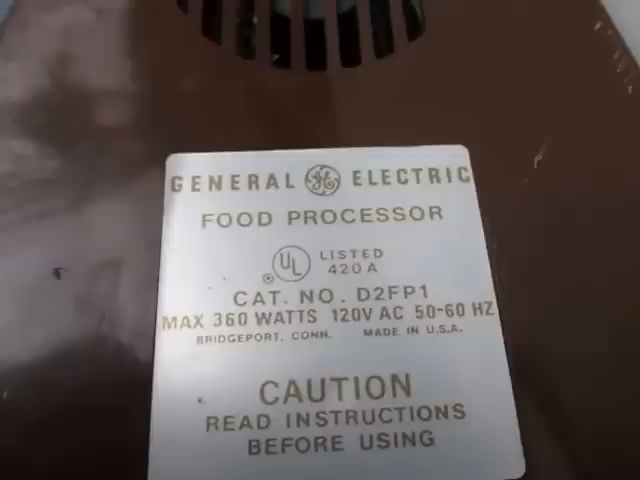 GENERAL GE ELECTRIC
FOOD PROCESSOR
® UL LISTED
420A
CAT. NO. D2FP1
MAX 360 WATTS 120V AC 50-60 HZ
BRIDGEPORT, CONN. MADE IN U.S.A.
CAUTION
READ INSTRUCTIONS
BEFORE USING